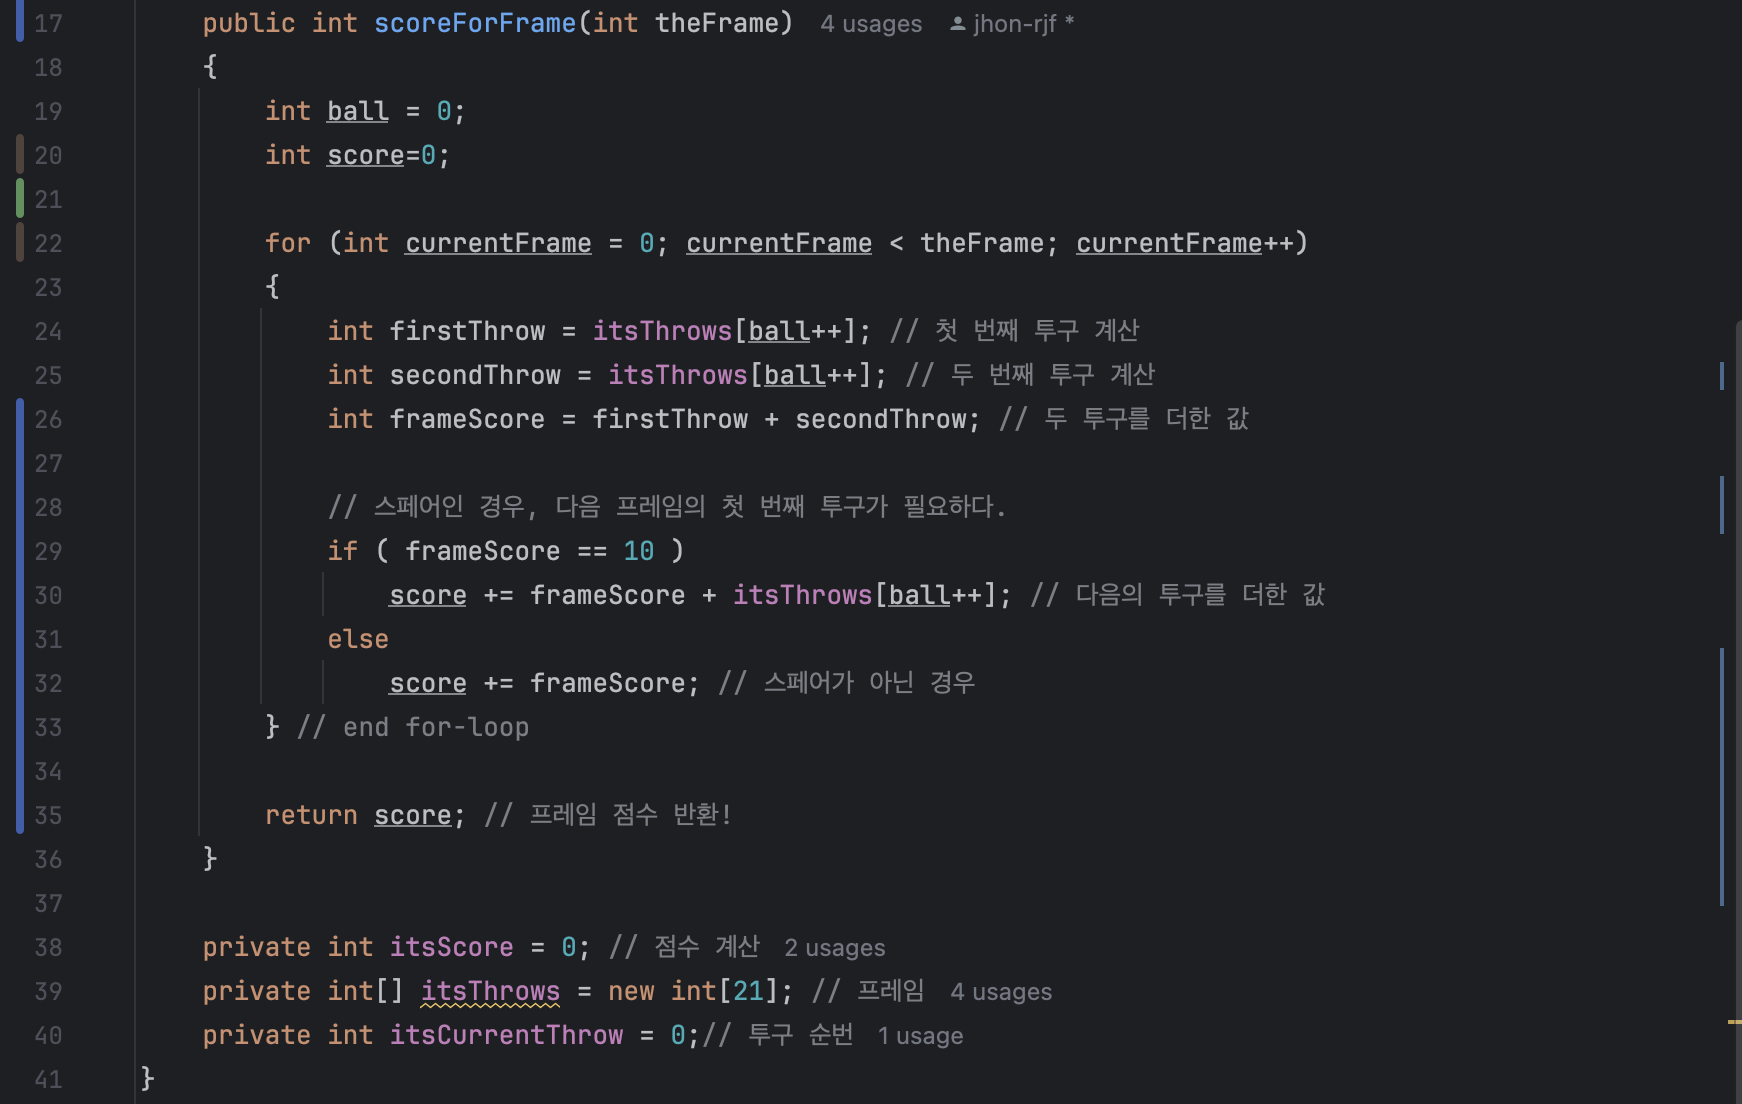 17 public int scoreForFrame(int theFrame) 4 usages jhon-rjf *
18 {
19 int ball = 0;
20 int score=0;
21
22 for (int currentFrame = 0; currentFrame < theFrame; currentFrame++)
23 {
24 int firstThrow = itsThrows[ball++]; // 첫 번째 투구 계산
25 int secondThrow = itsThrows[ball++]; // 두 번째 투구 계산
26 int frameScore = firstThrow + secondThrow; // 두 투구를 더한 값
27
28 // 스페어인 경우, 다음 프레임의 첫 번째 투구가 필요하다.
29 if ( frameScore == 10 )
30 score += frameScore + itsThrows[ball++]; // 다음의 투구를 더한 값
31 else
32 score += frameScore; // 스페어가 아닌 경우
33 } // end for-loop
34
35 return score; // 프레임 점수 반환!
36 }
37
38 private int itsScore = 0; // 점수 계산 2 usages
39 private int[] itsThrows = new int[21]; // 프레임 4 usages
40 private int itsCurrentThrow = 0;// 투구 순번 1 usage
41 }